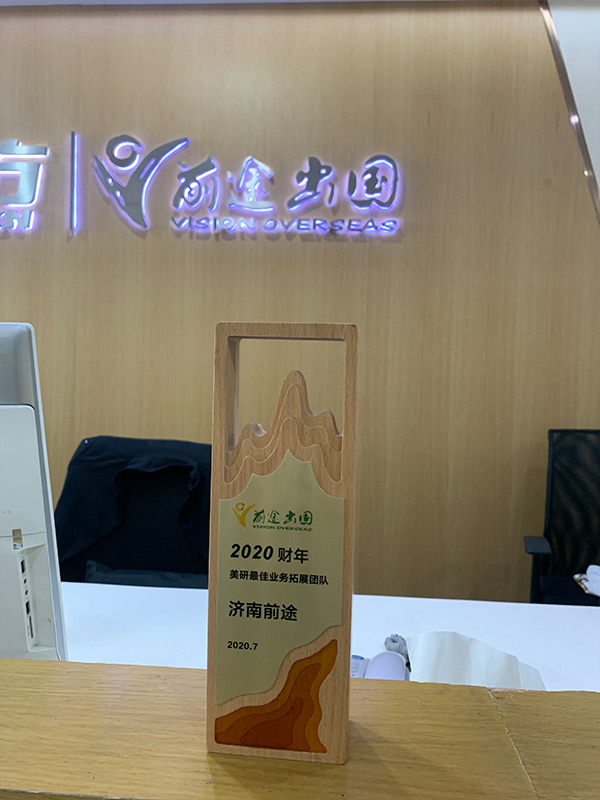 前途出国
VISION OVERSEAS
前途出国
VISION OVERSEAS
2020 财年
美研最佳业务拓展团队
济南前途
2020.7